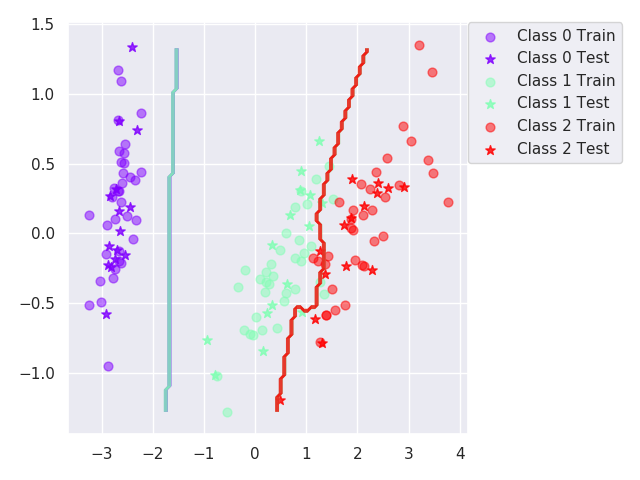 1.5
1.0
0.5
0.0
−0.5
−1.0
−3
−2
−1
0
1
2
3
4
Class 0 Train
Class 0 Test
Class 1 Train
Class 1 Test
Class 2 Train
Class 2 Test